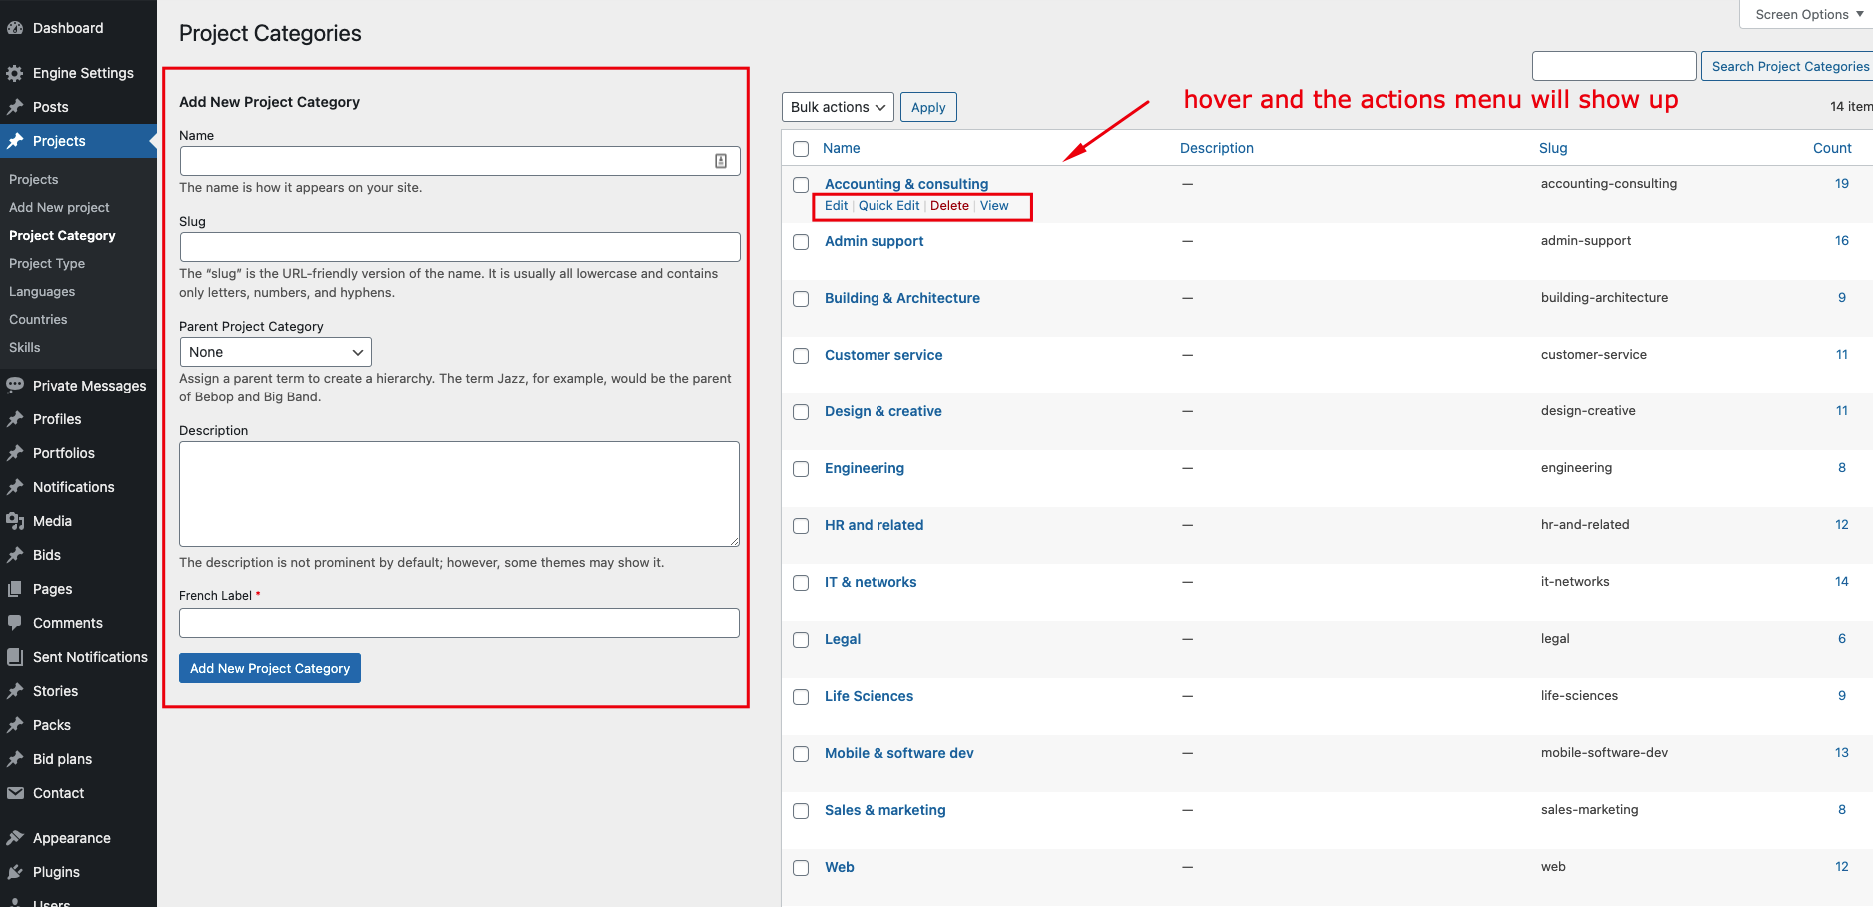 Dashboard
Engine Settings
Posts
Projects
Projects
Add New project
Project Category
Project Type
Languages
Countries
Skills
Private Messages
Profiles
Portfolios
Notifications
Media
Bids
Pages
Comments
Sent Notifications
Stories
Packs
Bid plans
Contact
Appearance
Plugins
Users
Project Categories
Screen Options
Add New Project Category
Name
The name is how it appears on your site.
Slug
The “slug” is the URL-friendly version of the name. It is usually all lowercase and contains
only letters, numbers, and hyphens.
Parent Project Category
None
Assign a parent term to create a hierarchy. The term Jazz, for example, would be the parent
of Bebop and Big Band.
Description
The description is not prominent by default; however, some themes may show it.
French Label *
Add New Project Category
Search Project Categories
Bulk actions
Apply
hover and the actions menu will show up
14 item
Name Description Slug Count
Accounting & consulting — accounting-consulting 19
Edit | Quick Edit | Delete | View
Admin support — admin-support 16
Building & Architecture — building-architecture 9
Customer service — customer-service 11
Design & creative — design-creative 11
Engineering — engineering 8
HR and related — hr-and-related 12
IT & networks — it-networks 14
Legal — legal 6
Life Sciences — life-sciences 9
Mobile & software dev — mobile-software-dev 13
Sales & marketing — sales-marketing 8
Web — web 12